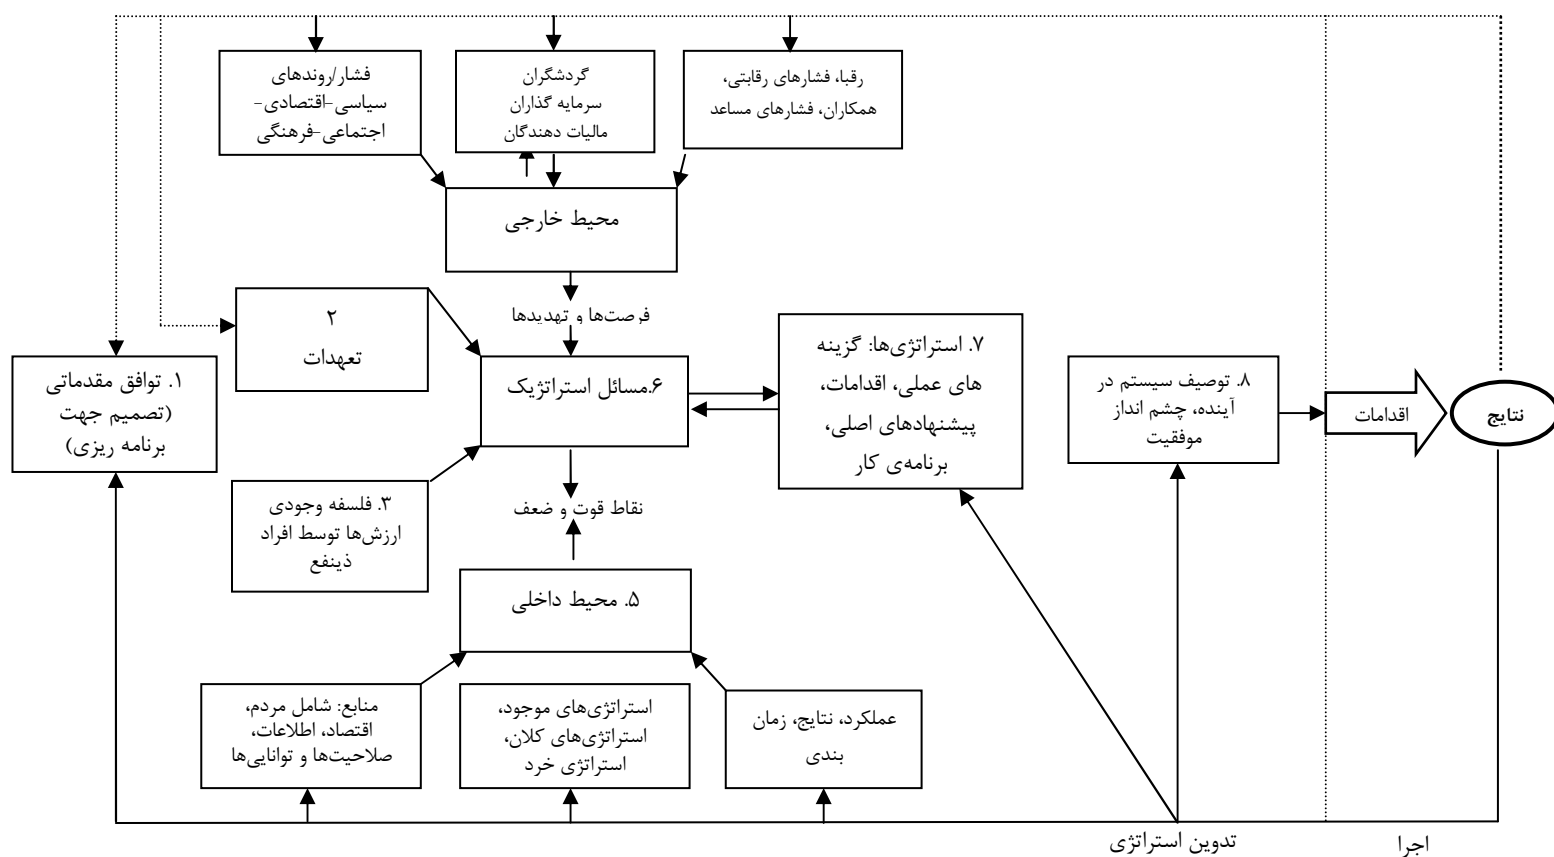 فشار/روندهای
سیاسی-اقتصادی-
اجتماعی-فرهنگی
گردشگران
سرمایه گذاران
مالیات دهندگان
رقبا، فشارهای رقابتی،
همکاران، فشارهای مساعد
محیط خارجی
فرصت‌ها و تهدیدها
۲
تعهدات
۱. توافق مقدماتی
(تصمیم جهت
برنامه ریزی)
۶.مسائل استراتژیک
۷. استراتژی‌ها: گزینه
های عملی، اقدامات،
پیشنهادهای اصلی،
برنامه‌ی کار
۸. توصیف سیستم در
آینده، چشم انداز
موفقیت
اقدامات
نتایج
۳. فلسفه وجودی
ارزش‌ها توسط افراد
ذینفع
نقاط قوت و ضعف
۵. محیط داخلی
منابع: شامل مردم،
اقتصاد، اطلاعات،
صلاحیت‌ها و توانایی‌ها
استراتژی‌های موجود،
استراتژی‌های کلان،
استراتژی خرد
عملکرد، نتایج، زمان
بندی
تدوین استراتژی
اجرا